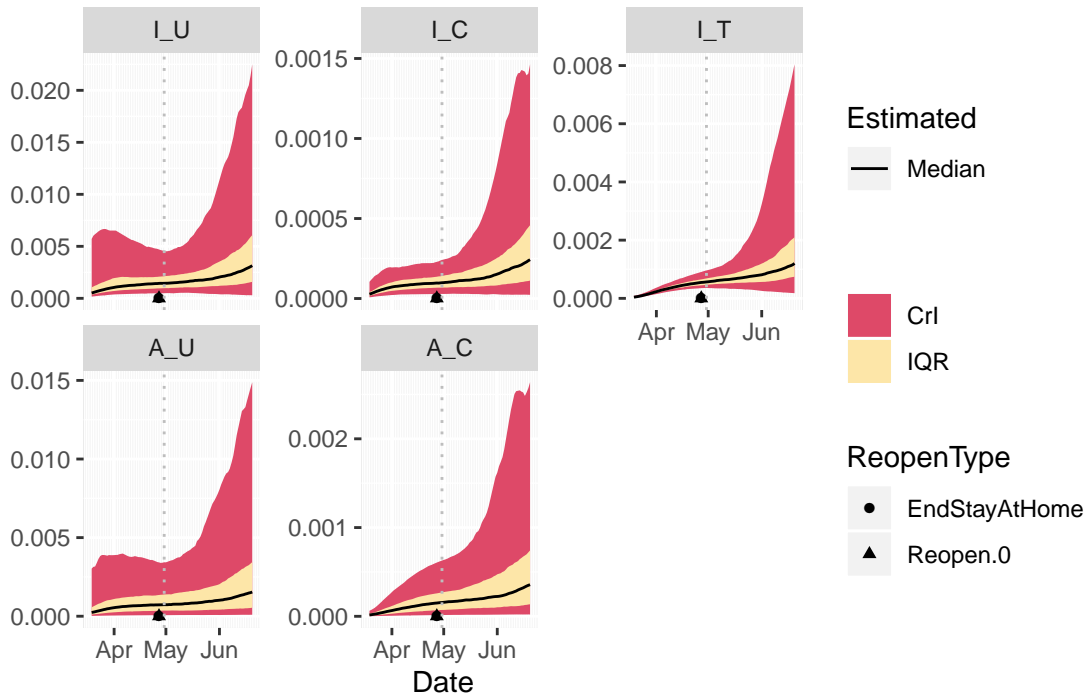 I_U
I_C
I_T
0.020
0.015
0.010
0.005
0.000
0.0015
0.0010
0.0005
0.0000
0.008
0.006
0.004
0.002
0.000
Apr May Jun
A_U
A_C
0.015
0.010
0.005
0.000
Apr May Jun
0.002
0.001
0.000
Apr May Jun
Date
Estimated
Median
CrI
IQR
ReopenType
EndStayAtHome
Reopen.0